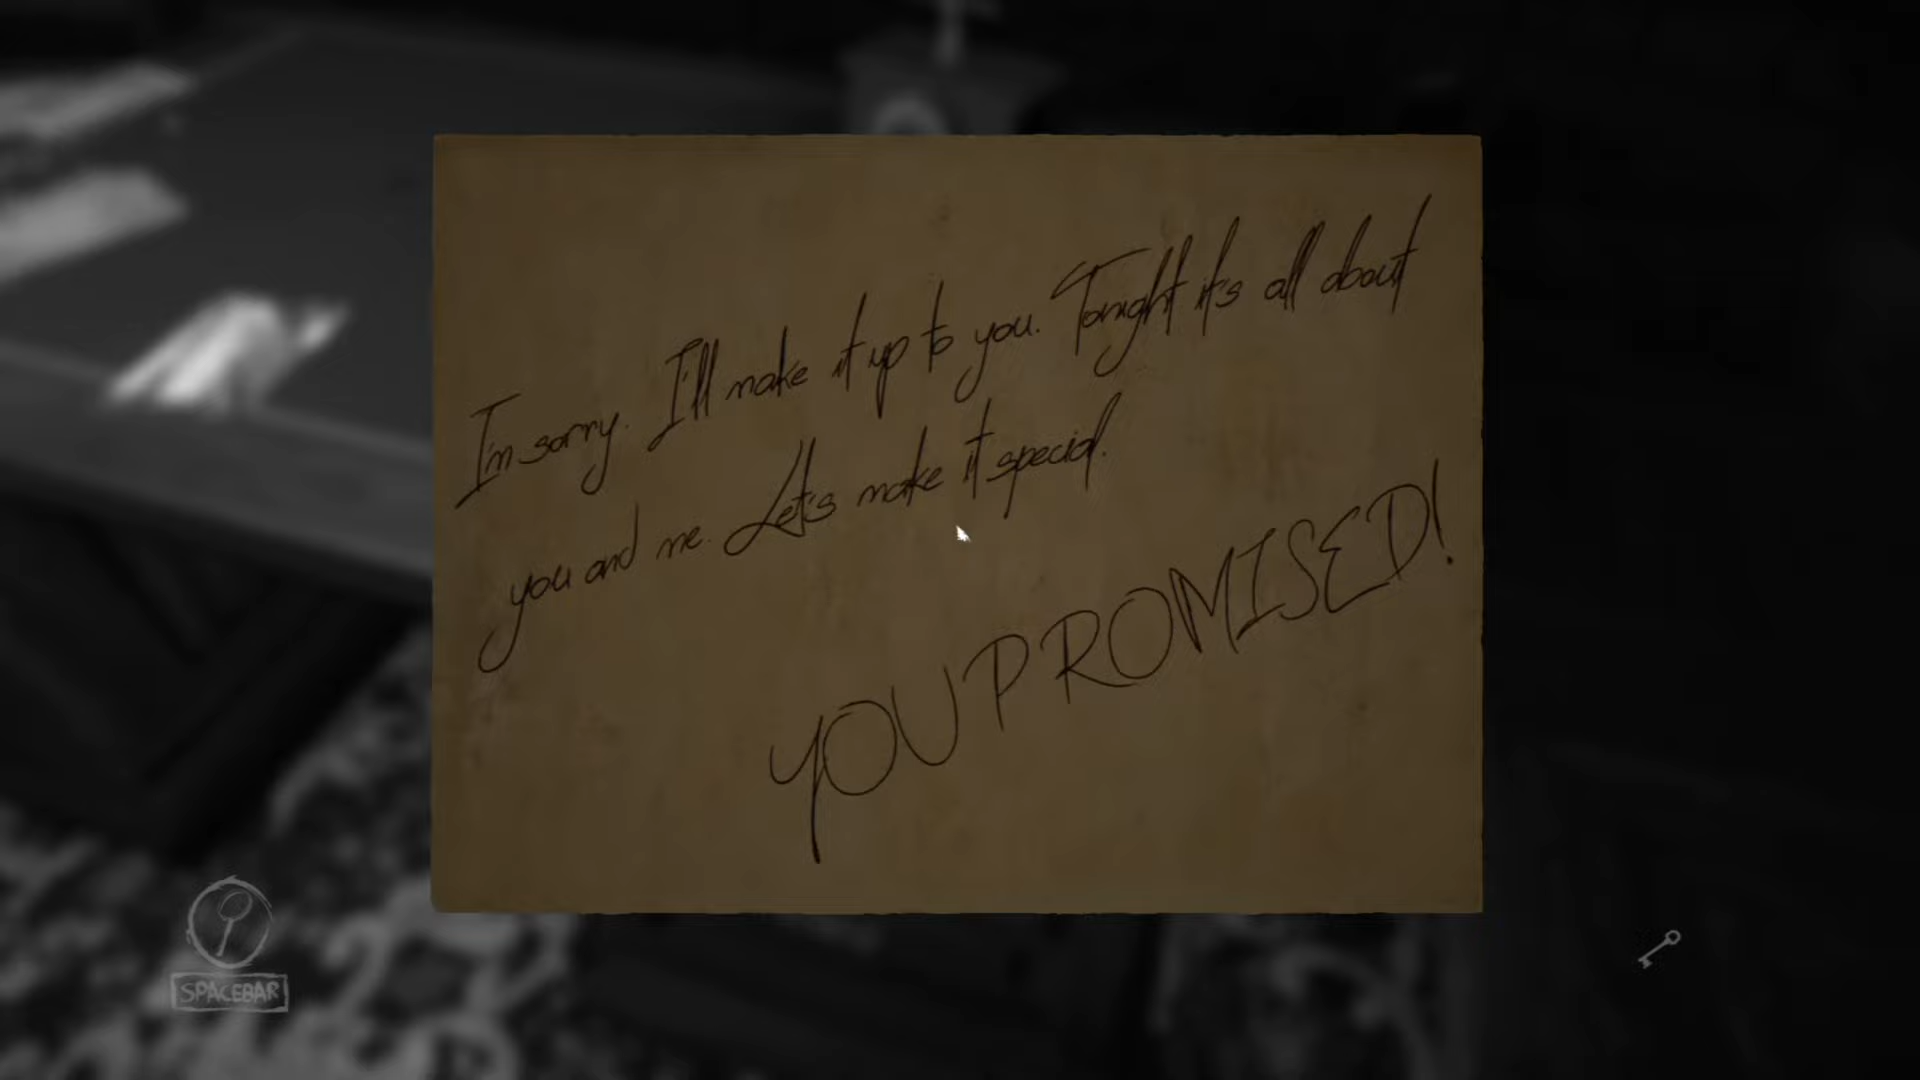 I'm sorry. I'll make it up to you. Tonight it's all about
you and me. Let's make it special.
YOU PROMISED!
SPACEBAR